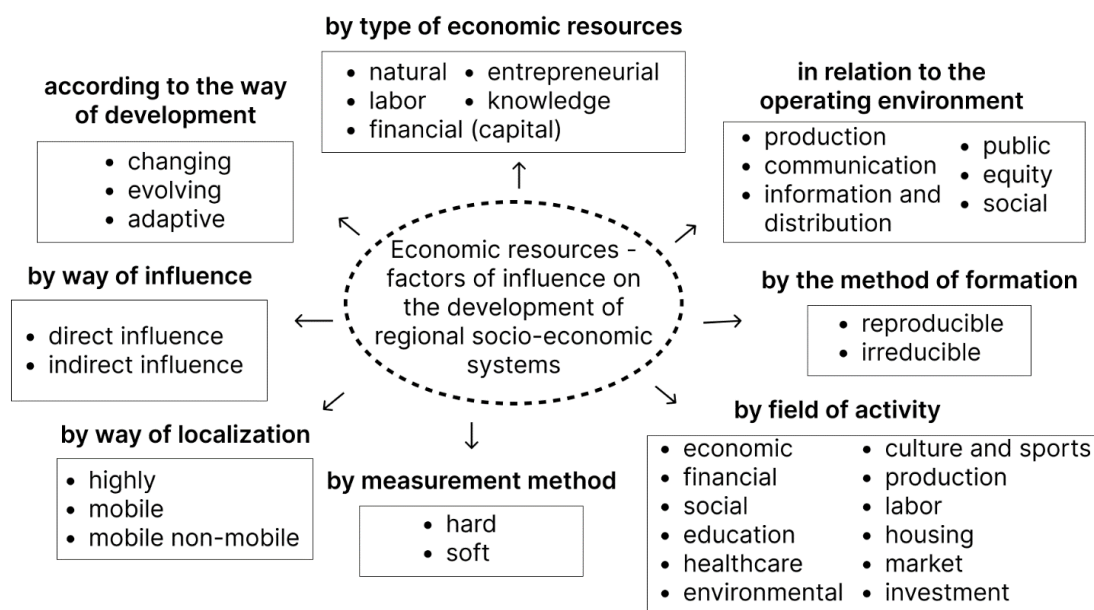 by type of economic resources
• natural • entrepreneurial
• labor • knowledge
• financial (capital)
according to the way
of development
• changing
• evolving
• adaptive
in relation to the
operating environment
• production
• communication
• information and
distribution
• public
• equity
• social
Economic resources -
factors of influence on
the development of
regional socio-economic
systems
by way of influence
• direct influence
• indirect influence
by the method of formation
• reproducible
• irreducible
by way of localization
• highly
• mobile
• mobile non-mobile
by measurement method
• hard
• soft
by field of activity
• economic
• financial
• social
• education
• healthcare
• environmental
• culture and sports
• production
• labor
• housing
• market
• investment